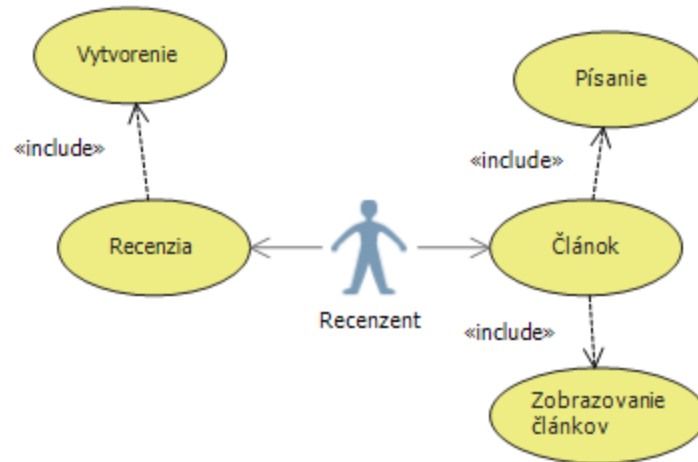 Vytvorenie
Písanie
«include»
«include»
Recenzia
Článok
Recenzent
«include»
Zobrazovanie
článkov